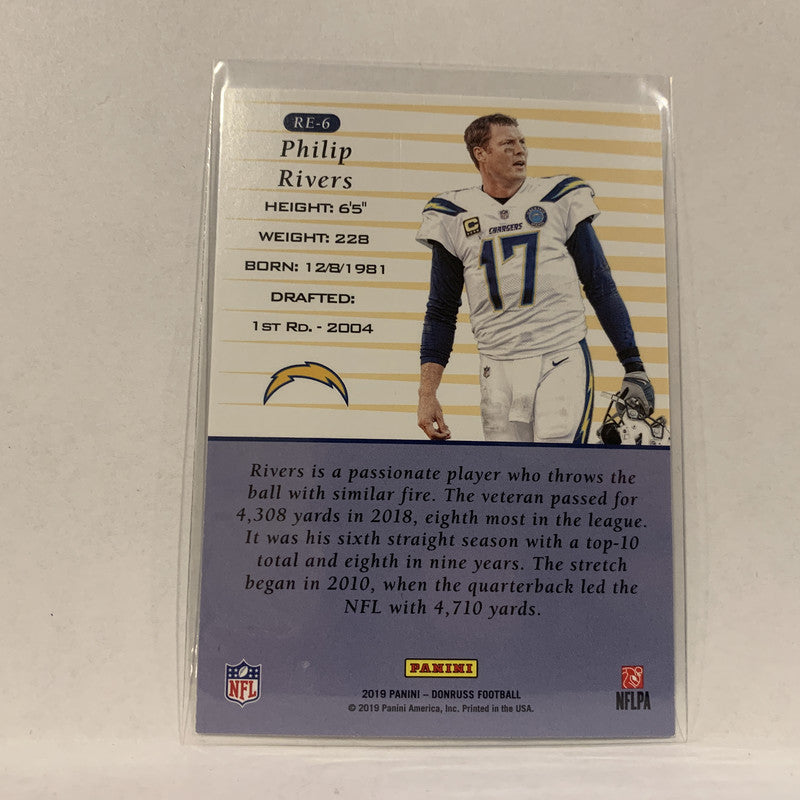 RE-6
Philip
Rivers
HEIGHT: 6'5"
WEIGHT: 228
BORN: 12/8/1981
DRAFTED:
1ST RD. - 2004
C
CHARGERS
17
Rivers is a passionate player who throws the
ball with similar fire. The veteran passed for
4,308 yards in 2018, eighth most in the league.
It was his sixth straight season with a top-10
total and eighth in nine years. The stretch
began in 2010, when the quarterback led the
NFL with 4,710 yards.
NFL
PANINI
NFLPA
2019 PANINI – DONRUSS FOOTBALL
© 2019 Panini America, Inc. Printed in the USA.